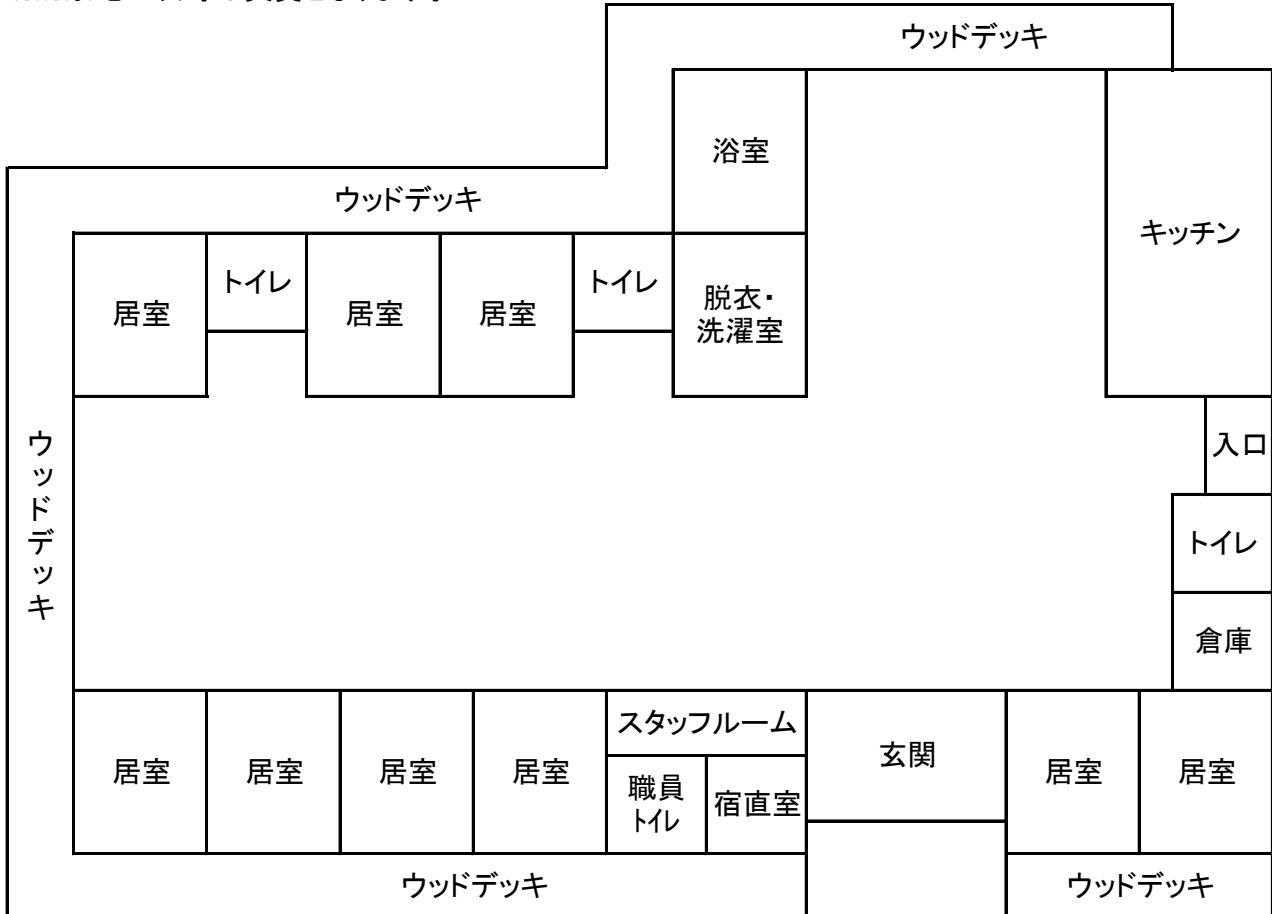 ウッドデッキ
浴室
ウッドデッキ
キッチン
居室
トイレ
居室
居室
トイレ
脱衣・
洗濯室
ウッドデッキ
入口
トイレ
倉庫
居室
居室
居室
居室
スタッフルーム
職員
トイレ
宿直室
玄関
居室
居室
ウッドデッキ
ウッドデッキ